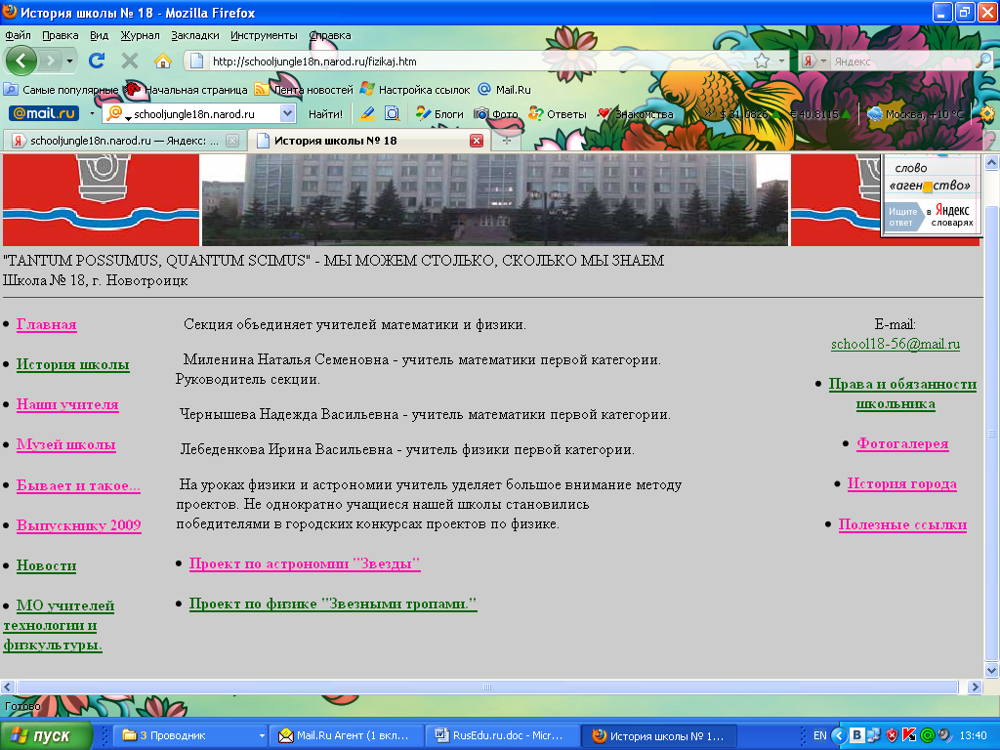 История школы № 18 - Mozilla Firefox
Файл Правка Вид Журнал Закладки Инструменты Справка
http://schooljungle18n.narod.ru/fizikaj.htm
Я Яндекс
Самые популярные Начальная страница Лента новостей Настройка ссылок Mail.Ru
@mail.ru schooljungle18n.narod.ru Найти! Блоги Фото Ответы Знакомства $ 31,0826 € 40,8115 Москва, +10 °C
schooljungle18n.narod.ru — Яндекс: ...
История школы № 18
слово
«агентство»
Ищите ответ в Яндекс словарях
"TANTUM POSSUMUS, QUANTUM SCIMUS" - МЫ МОЖЕМ СТОЛЬКО, СКОЛЬКО МЫ ЗНАЕМ
Школа № 18, г. Новотроицк
Главная
История школы
Наши учителя
Музей школы
Бывает и такое...
Выпускнику 2009
Новости
МО учителей
технологии и
физкультуры.
Секция объединяет учителей математики и физики.
Миленина Наталья Семеновна - учитель математики первой категории.
Руководитель секции.
Чернышева Надежда Васильевна - учитель математики первой категории.
Лебеденкова Ирина Васильевна - учитель физики первой категории.
На уроках физики и астрономии учитель уделяет большое внимание методу
проектов. Не однократно учащиеся нашей школы становились
победителями в городских конкурсах проектов по физике.
Проект по астрономии "Звезды"
Проект по физике "Звезными тропами."
E-mail:
school18-56@mail.ru
Права и обязанности
школьника
Фотогалерея
История города
Полезные ссылки
Готово
пуск
3 Проводник
Mail.Ru Агент (1 вкл...
RusEdu.ru.doc - Micr...
История школы № 1...
EN
B
13:40